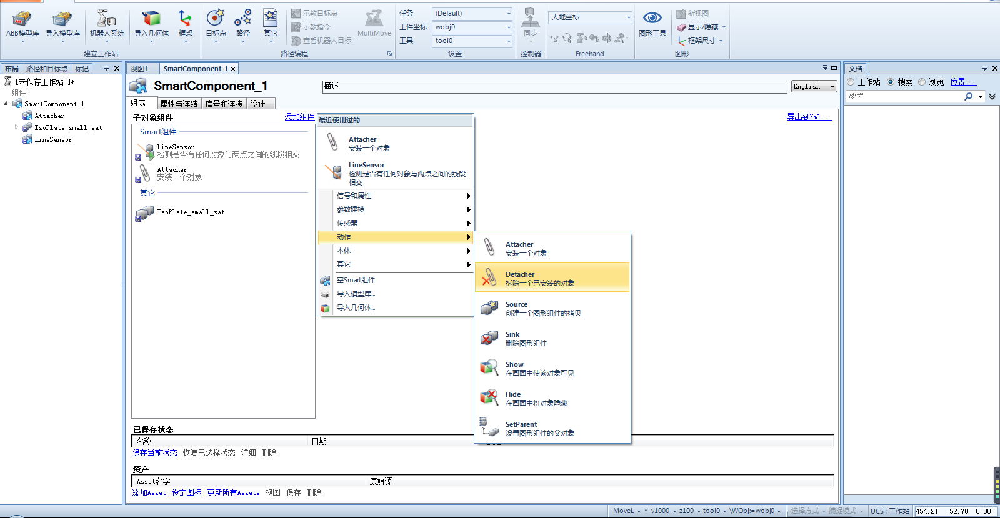 ABB模型库
导入模型库
机器人系统
导入几何体
框架
建立工作站
目标点
路径
其它
示教目标点
示教指令
查看机器人目标
MultiMove
路径编程
任务
(Default)
工件坐标
wobj0
工具
tool0
设置
同步
控制器
大地坐标
Freehand
图形工具
新视图
显示/隐藏
框架尺寸
图形
布局
路径和目标点
标记
[未保存工作站 ]*
组件
SmartComponent_1
Attacher
IsoPlate_small_sat
LineSensor
视图1
SmartComponent_1
SmartComponent_1
描述
English
组成
属性与连结
信号和连接
设计
子对象组件
添加组件
导出到Xml...
Smart组件
LineSensor
检测是否有任何对象与两点之间的线段相交
Attacher
安装一个对象
其它
IsoPlate_small_sat
最近使用过的
Attacher
安装一个对象
LineSensor
检测是否有任何对象与两点之间的线段
相交
信号和属性
参数建模
传感器
动作
本体
其它
空Smart组件
导入模型库...
导入几何体...
Attacher
安装一个对象
Detacher
拆除一个已安装的对象
Source
创建一个图形组件的拷贝
Sink
删除图形组件
Show
在画面中使该对象可见
Hide
在画面中将对象隐藏
SetParent
设置图形组件的父对象
已保存状态
名称
日期
保存当前状态
恢复已选择状态
详细
删除
资产
Asset名字
原始源
添加Asset
设定图标
更新所有Assets
视图
保存
删除
文档
工作站
搜索
浏览
位置...
搜索
MoveL
* v1000
z100
tool0
\WObj:=wobj0
选择方式
捕捉模式
UCS :工作站
454.21 -52.70 0.00